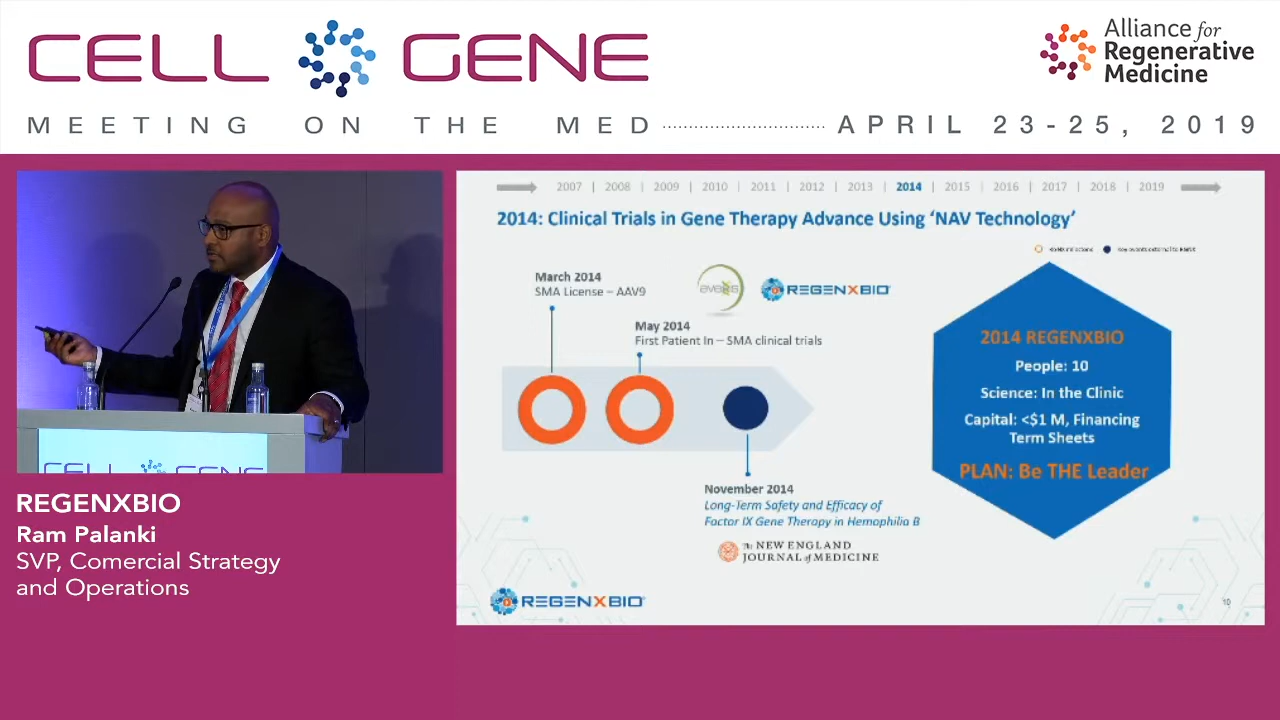 CELL GENE
MEETING ON THE MED APRIL 23-25, 2019
Alliance for
Regenerative
Medicine
2007 | 2008 | 2009 | 2010 | 2011 | 2012 | 2013 | 2014 | 2015 | 2016 | 2017 | 2018 | 2019
2014: Clinical Trials in Gene Therapy Advance Using ‘NAV Technology’
March 2014
SMA License – AAV9
avexis
REGENXBIO
May 2014
First Patient In – SMA clinical trials
November 2014
Long-Term Safety and Efficacy of
Factor IX Gene Therapy in Hemophilia B
The NEW ENGLAND
JOURNAL of MEDICINE
2014 REGENXBIO
People: 10
Science: In the Clinic
Capital: <$1 M, Financing
Term Sheets
PLAN: Be THE Leader
REGENXBIO
10
CELL GENE
REGENXBIO
Ram Palanki
SVP, Comercial Strategy
and Operations